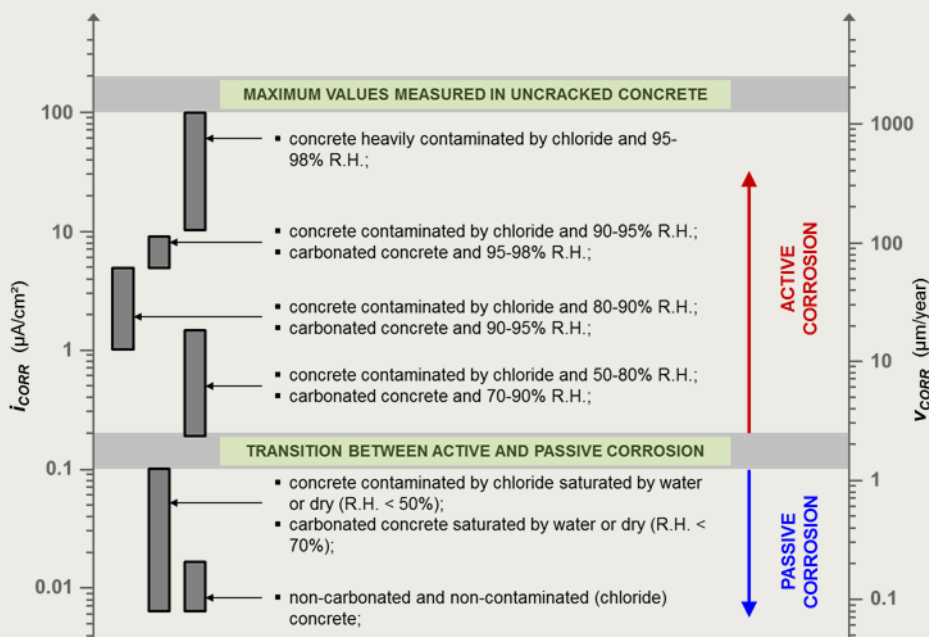 MAXIMUM VALUES MEASURED IN UNCRACKED CONCRETE
100
1000
▪ concrete heavily contaminated by chloride and 95-
98% R.H.;
10
▪ concrete contaminated by chloride and 90-95% R.H.;
▪ carbonated concrete and 95-98% R.H.;
100
ACTIVE
CORROSION
iCORR (µA/cm²)
▪ concrete contaminated by chloride and 80-90% R.H.;
▪ carbonated concrete and 90-95% R.H.;
vCORR (µm/year)
1
10
▪ concrete contaminated by chloride and 50-80% R.H.;
▪ carbonated concrete and 70-90% R.H.;
TRANSITION BETWEEN ACTIVE AND PASSIVE CORROSION
0.1
1
▪ concrete contaminated by chloride saturated by water
or dry (R.H. < 50%);
▪ carbonated concrete saturated by water or dry (R.H. <
70%);
PASSIVE
CORROSION
0.01
0.1
▪ non-carbonated and non-contaminated (chloride)
concrete;